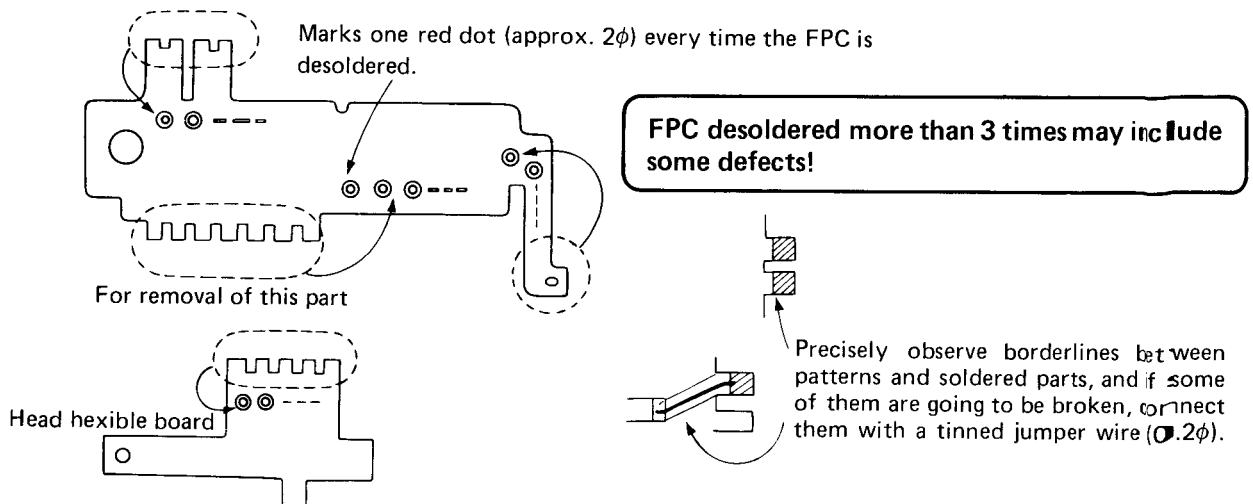 Marks one red dot (approx. 2φ) every time the FPC is
desoldered.
FPC desoldered more than 3 times may include
some defects!
For removal of this part
Head hexible board
Precisely observe borderlines between
patterns and soldered parts, and if some
of them are going to be broken, connect
them with a tinned jumper wire (0.2φ).